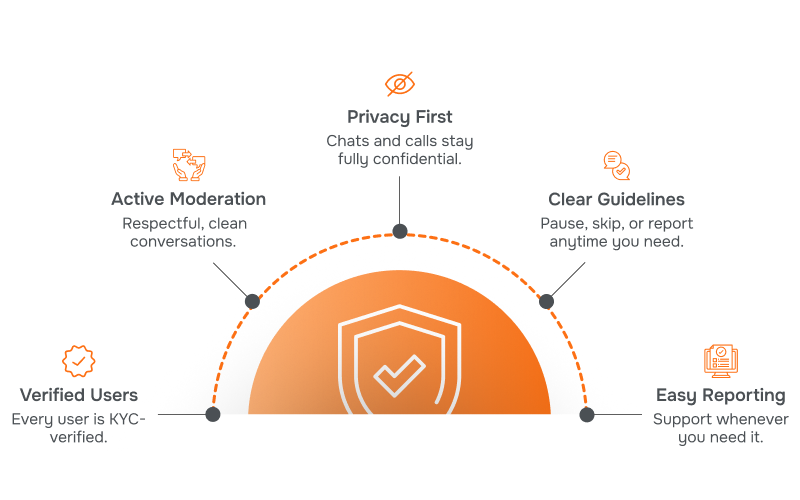 Privacy First
Chats and calls stay
fully confidential.
Active Moderation
Respectful, clean
conversations.
Clear Guidelines
Pause, skip, or report
anytime you need.
Verified Users
Every user is KYC-
verified.
Easy Reporting
Support whenever
you need it.